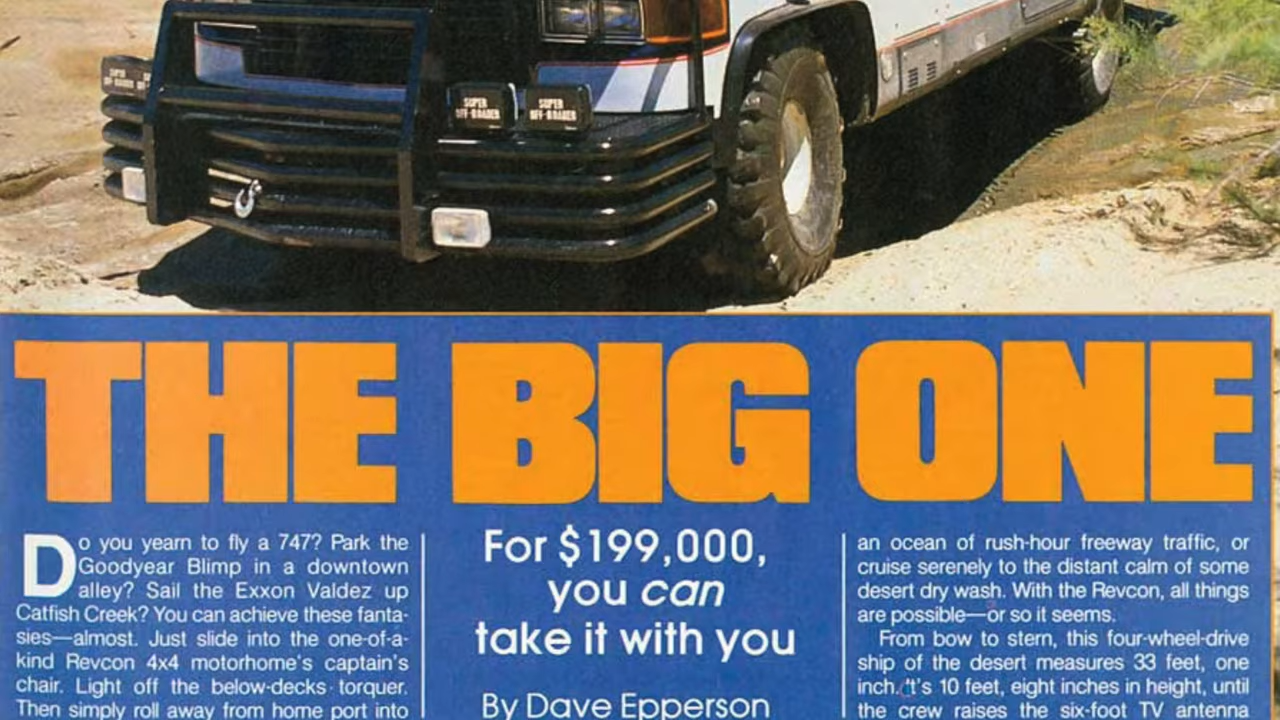 SUPER
OFF-ROADER
SUPER
OFF-ROADER
SUPER
OFF-ROADER
THE BIG ONE
Do you yearn to fly a 747? Park the
Goodyear Blimp in a downtown
alley? Sail the Exxon Valdez up
Catfish Creek? You can achieve these fanta-
sies—almost. Just slide into the one-of-a-
kind Revcon 4x4 motorhome's captain's
chair. Light off the below-decks torquer.
Then simply roll away from home port into
For $199,000,
you can
take it with you
By Dave Epperson
an ocean of rush-hour freeway traffic, or
cruise serenely to the distant calm of some
desert dry wash. With the Revcon, all things
are possible—or so it seems.
From bow to stern, this four-wheel-drive
ship of the desert measures 33 feet, one
inch. It's 10 feet, eight inches in height, until
the crew raises the six-foot TV antenna